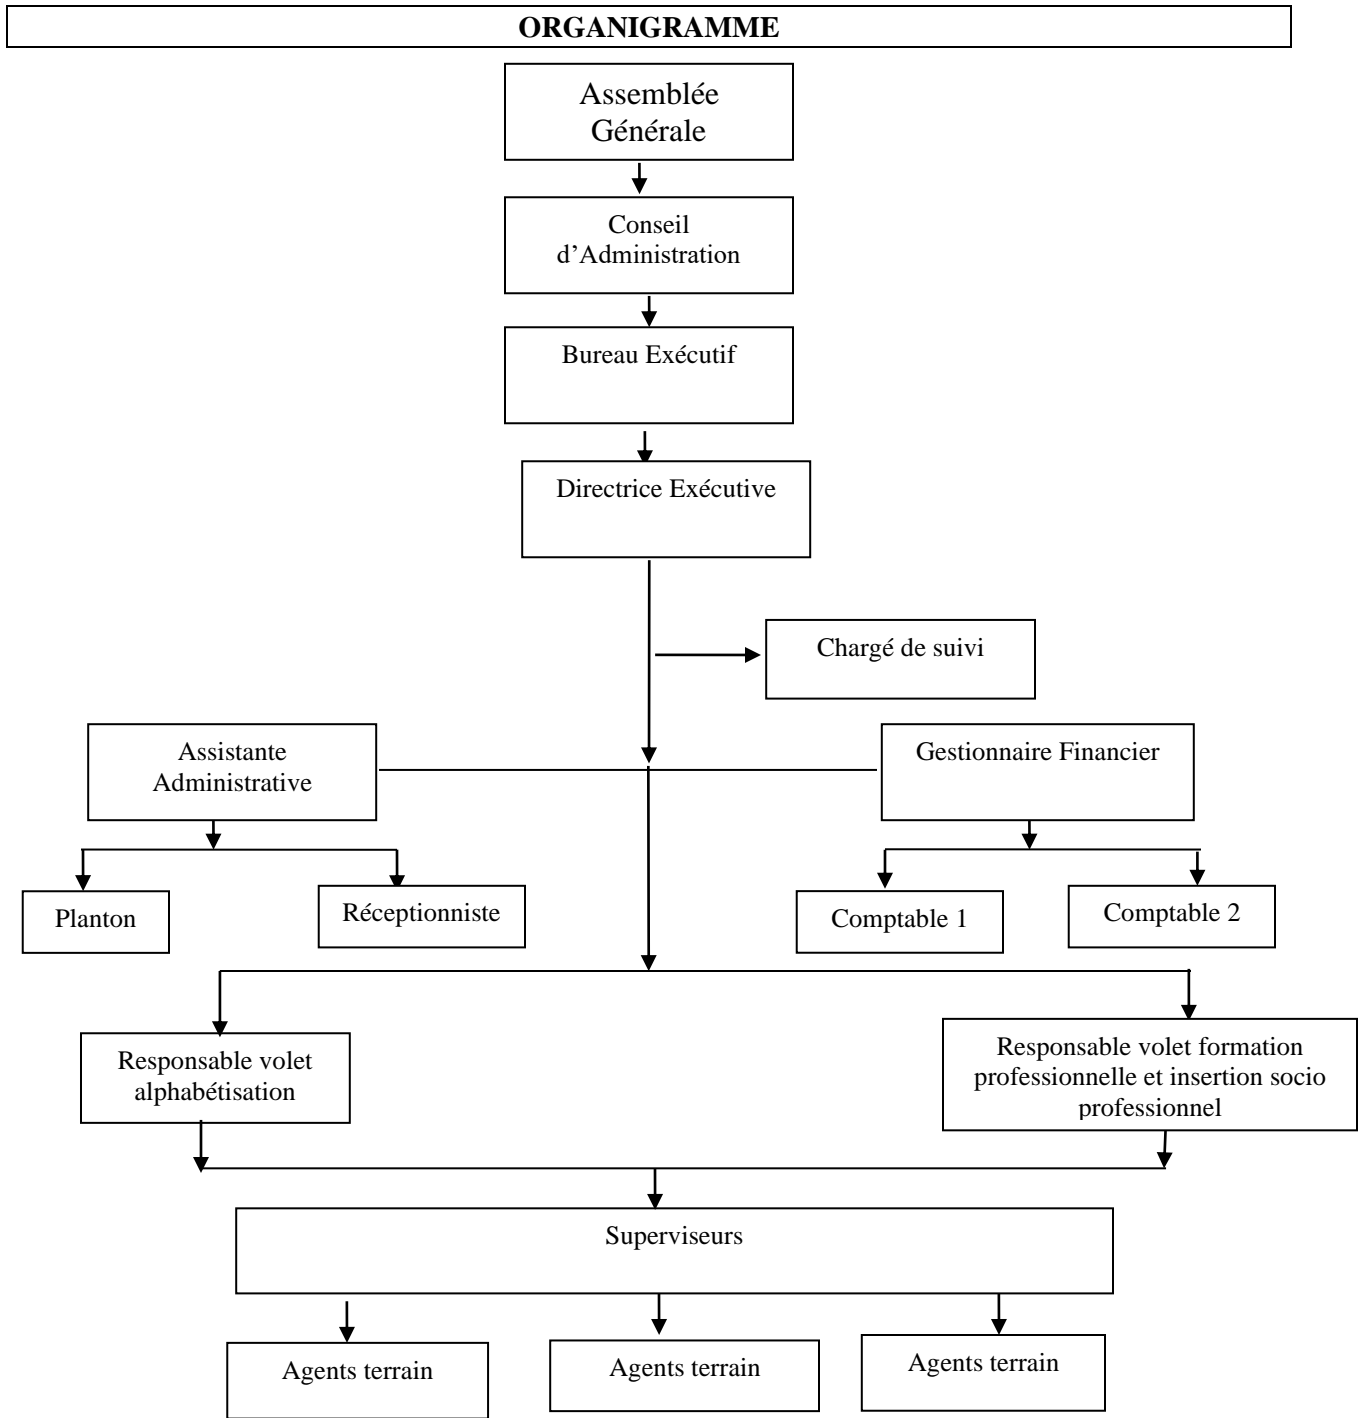 ORGANIGRAMME
Assemblée
Générale
Conseil
d’Administration
Bureau Exécutif
Directrice Exécutive
Chargé de suivi
Assistante
Administrative
Gestionnaire Financier
Planton
Réceptionniste
Comptable 1
Comptable 2
Responsable volet
alphabétisation
Responsable volet formation
professionnelle et insertion socio
professionnel
Superviseurs
Agents terrain
Agents terrain
Agents terrain